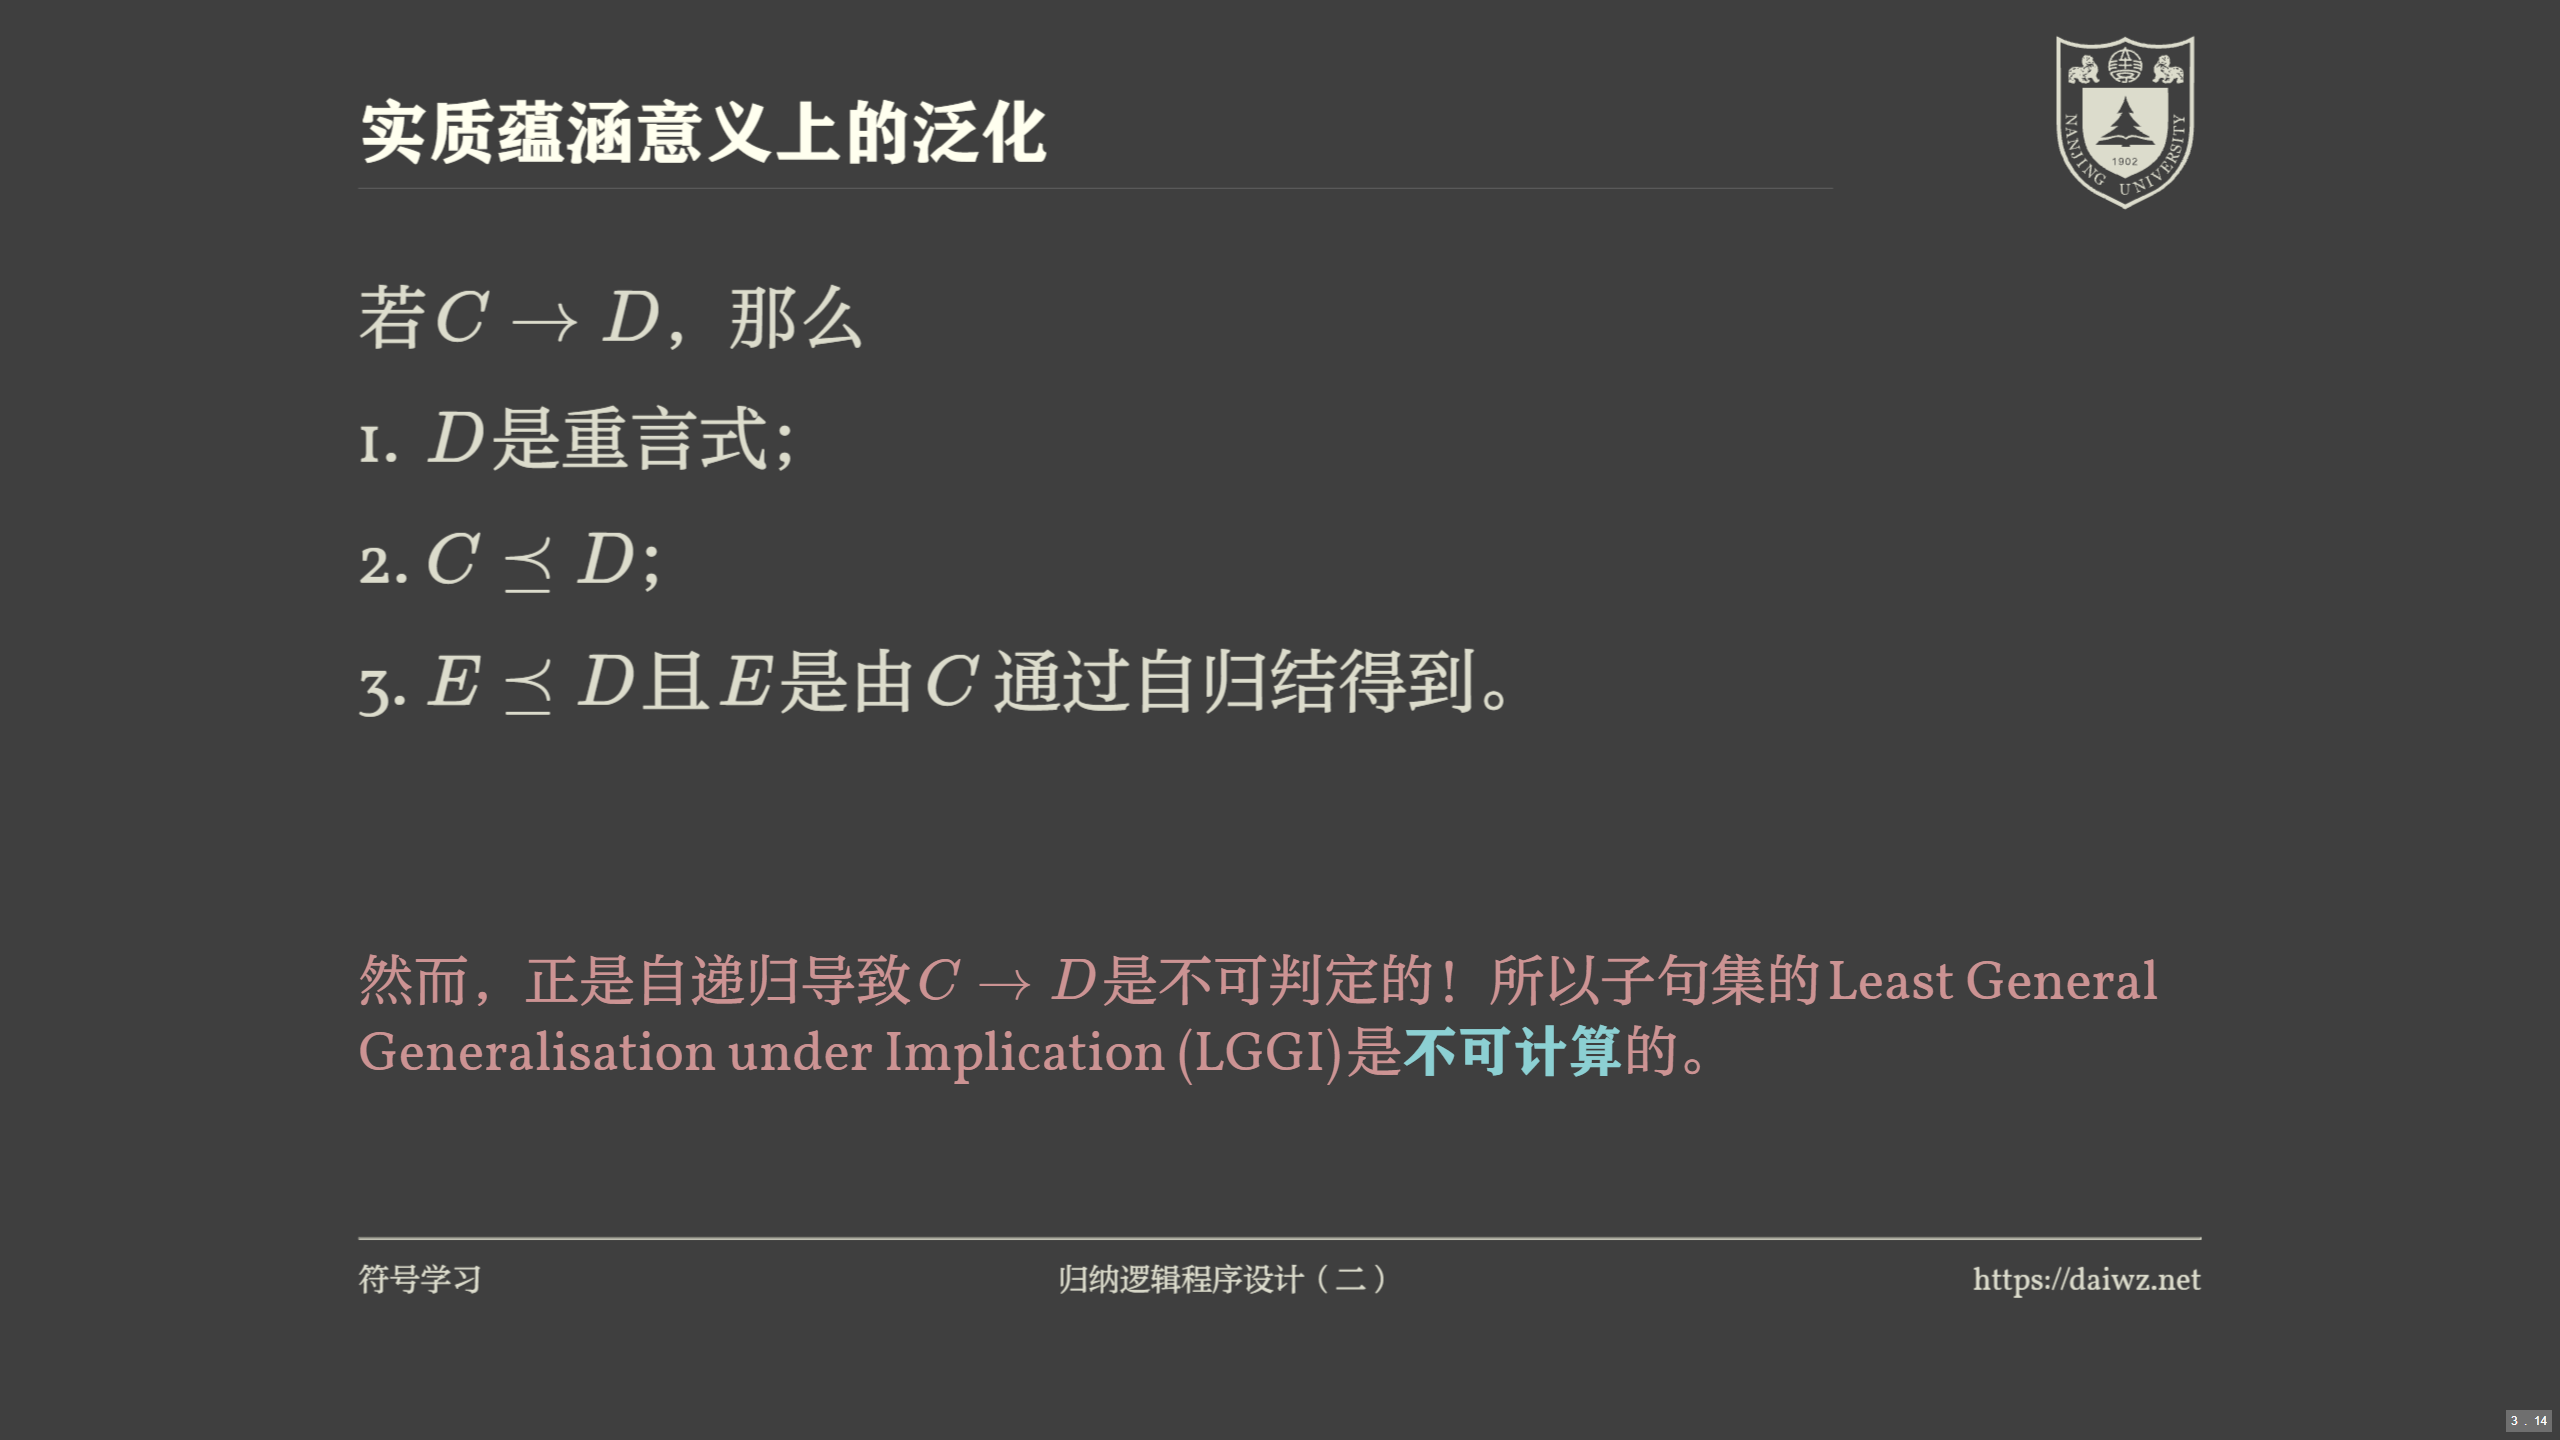 实质蕴涵意义上的泛化
NANJING UNIVERSITY
1902
若C → D，那么
1. D是重言式；
2. C ⪯ D；
3. E ⪯ D且E是由C 通过自归结得到。
然而，正是自递归导致C → D是不可判定的！所以子句集的Least General
Generalisation under Implication (LGGI)是不可计算的。
符号学习
归纳逻辑程序设计（二）
https://daiwz.net
3 . 14